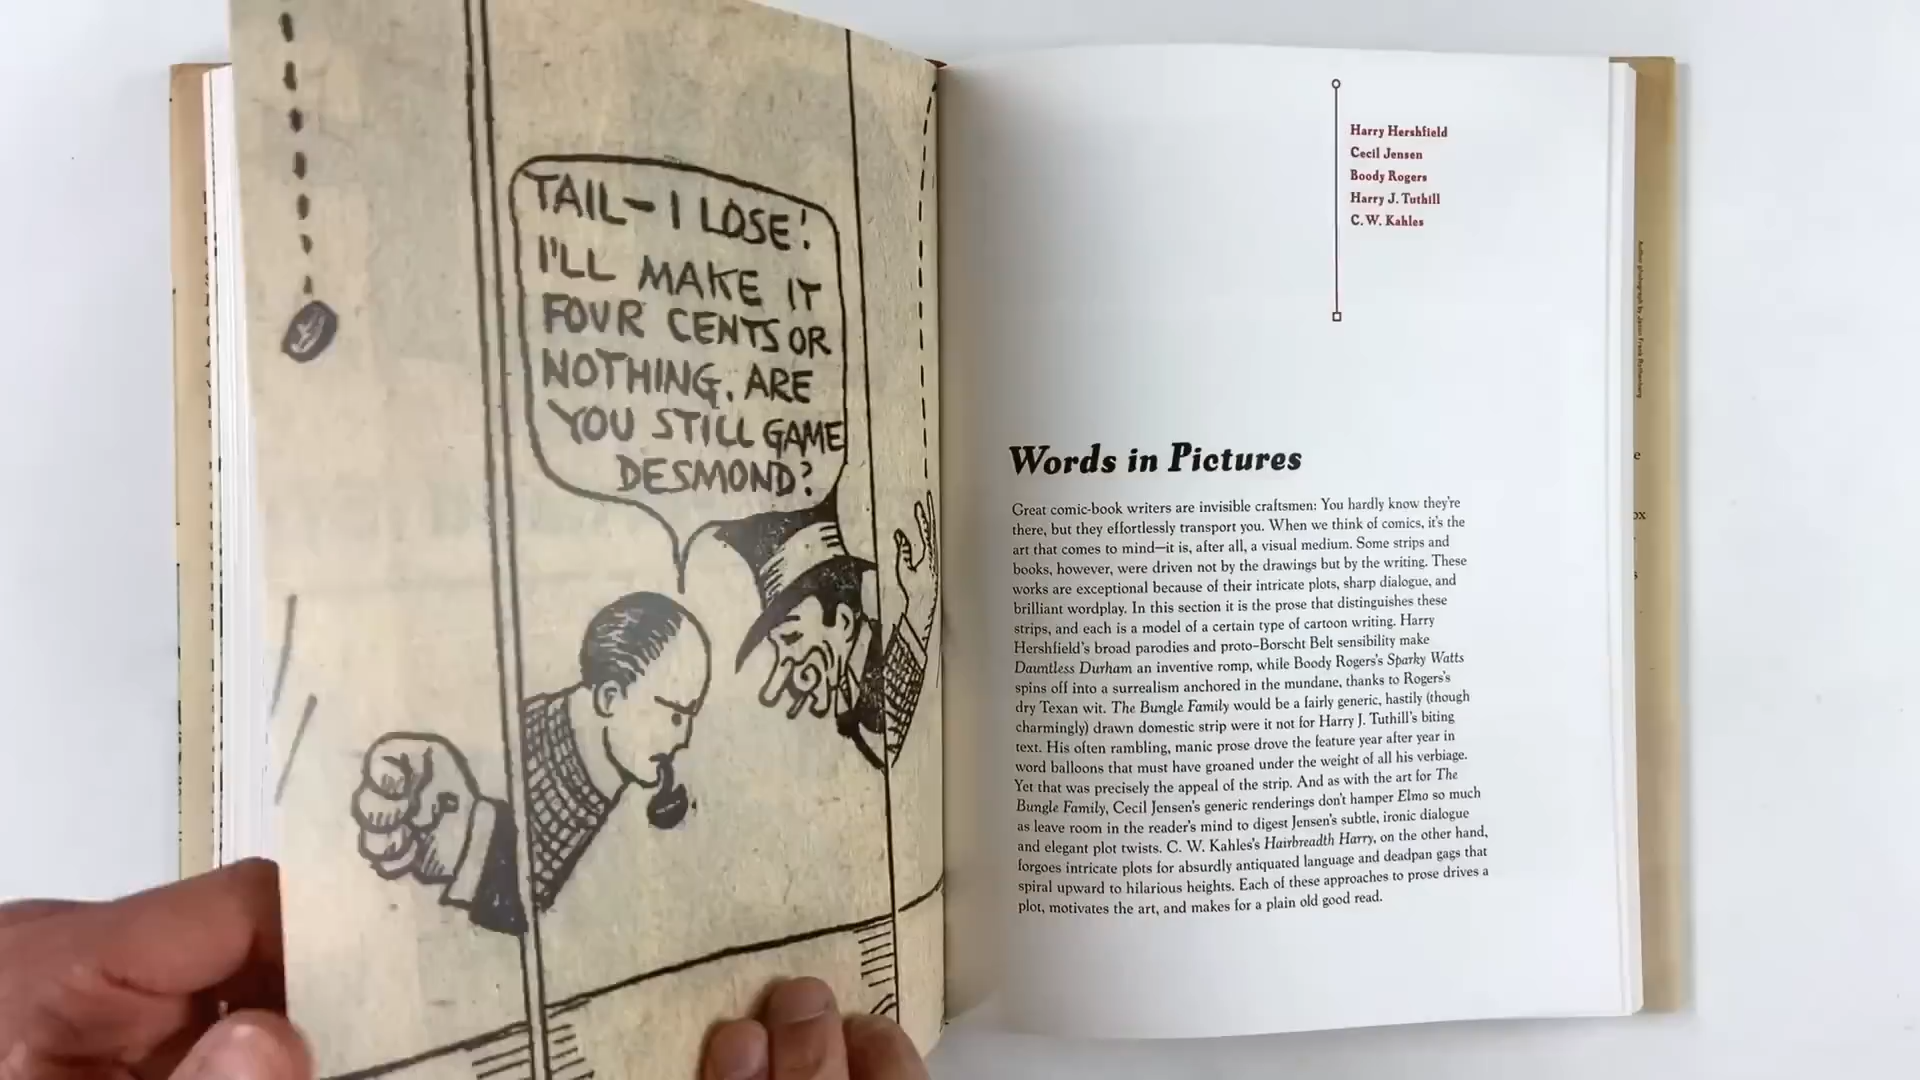 TAIL— I LOSE!
I'LL MAKE IT
FOUR CENTS OR
NOTHING. ARE
YOU STILL GAME
DESMOND?
Harry Hershfield
Cecil Jensen
Boody Rogers
Harry J. Tuthill
C. W. Kahles
Words in Pictures
Great comic-book writers are invisible craftsmen: You hardly know they're
there, but they effortlessly transport you. When we think of comics, it's the
art that comes to mind—it is, after all, a visual medium. Some strips and
books, however, were driven not by the drawings but by the writing. These
works are exceptional because of their intricate plots, sharp dialogue, and
brilliant wordplay. In this section it is the prose that distinguishes these
strips, and each is a model of a certain type of cartoon writing. Harry
Hershfield's broad parodies and proto–Borscht Belt sensibility make
Dauntless Durham an inventive romp, while Boody Rogers's Sparky Watts
spins off into a surrealism anchored in the mundane, thanks to Rogers's
dry Texan wit. The Bungle Family would be a fairly generic, hastily (though
charmingly) drawn domestic strip were it not for Harry J. Tuthill's biting
text. His often rambling, manic prose drove the feature year after year in
word balloons that must have groaned under the weight of all his verbiage.
Yet that was precisely the appeal of the strip. And as with the art for The
Bungle Family, Cecil Jensen's generic renderings don't hamper Elmo so much
as leave room in the reader's mind to digest Jensen's subtle, ironic dialogue
and elegant plot twists. C. W. Kahles's Hairbreadth Harry, on the other hand,
forgoes intricate plots for absurdly antiquated language and deadpan gags that
spiral upward to hilarious heights. Each of these approaches to prose drives a
plot, motivates the art, and makes for a plain old good read.
Author photograph by Jason Frank Rothenberg